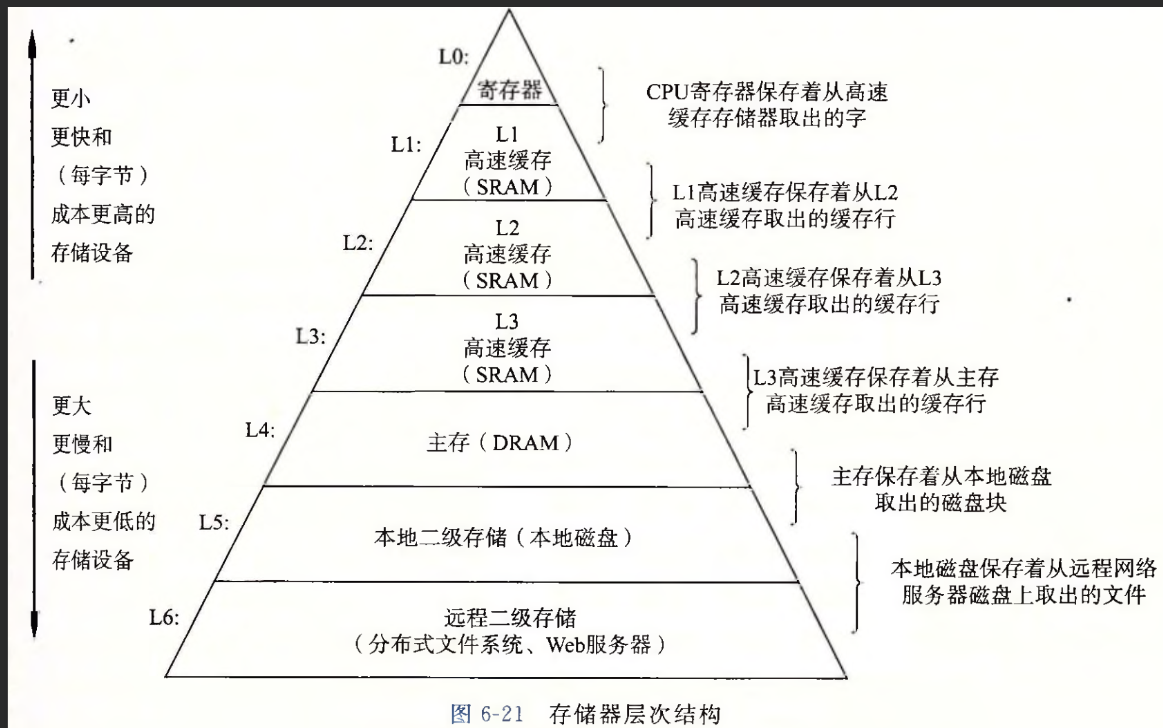 更小
更快和
（每字节）
成本更高的
存储设备
更大
更慢和
（每字节）
成本更低的
存储设备
L0:
寄存器
CPU寄存器保存着从高速
缓存存储器取出的字
L1:
L1
高速缓存
（SRAM）
L1高速缓存保存着从L2
高速缓存取出的缓存行
L2:
L2
高速缓存
（SRAM）
L2高速缓存保存着从L3
高速缓存取出的缓存行
L3:
L3
高速缓存
（SRAM）
L3高速缓存保存着从主存
高速缓存取出的缓存行
L4:
主存（DRAM）
主存保存着从本地磁盘
取出的磁盘块
L5:
本地二级存储（本地磁盘）
本地磁盘保存着从远程网络
服务器磁盘上取出的文件
L6:
远程二级存储
（分布式文件系统、Web服务器）
图 6-21 存储器层次结构